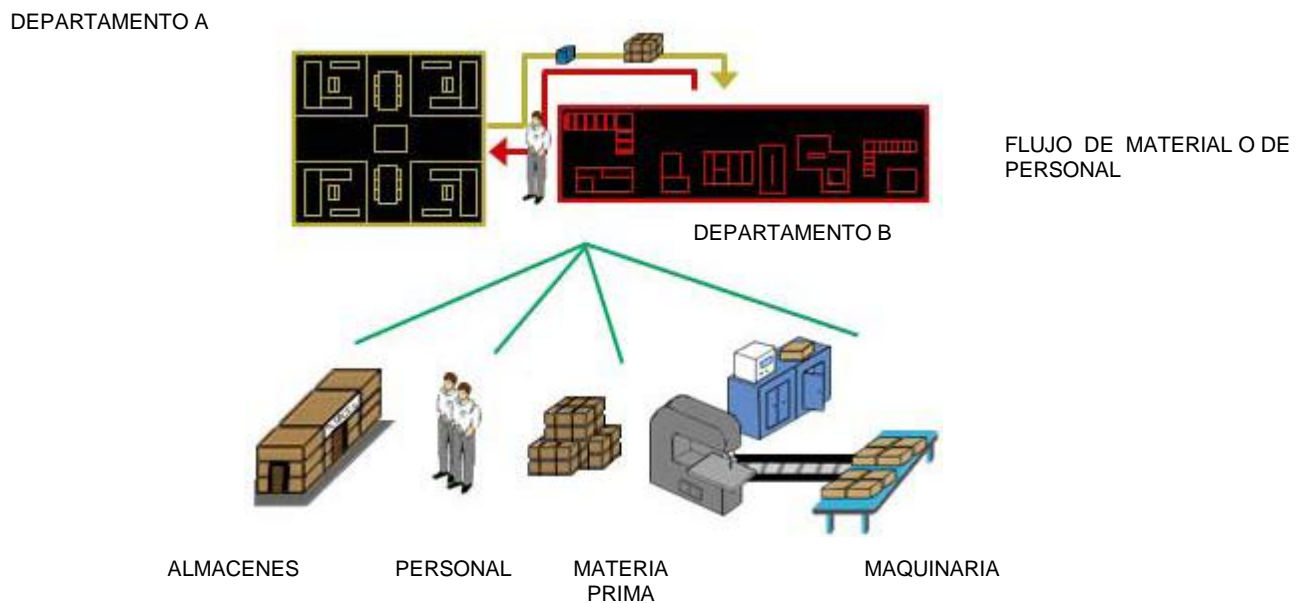 DEPARTAMENTO A
FLUJO DE MATERIAL O DE
PERSONAL
DEPARTAMENTO B
ALMACENES
PERSONAL
MATERIA
PRIMA
MAQUINARIA